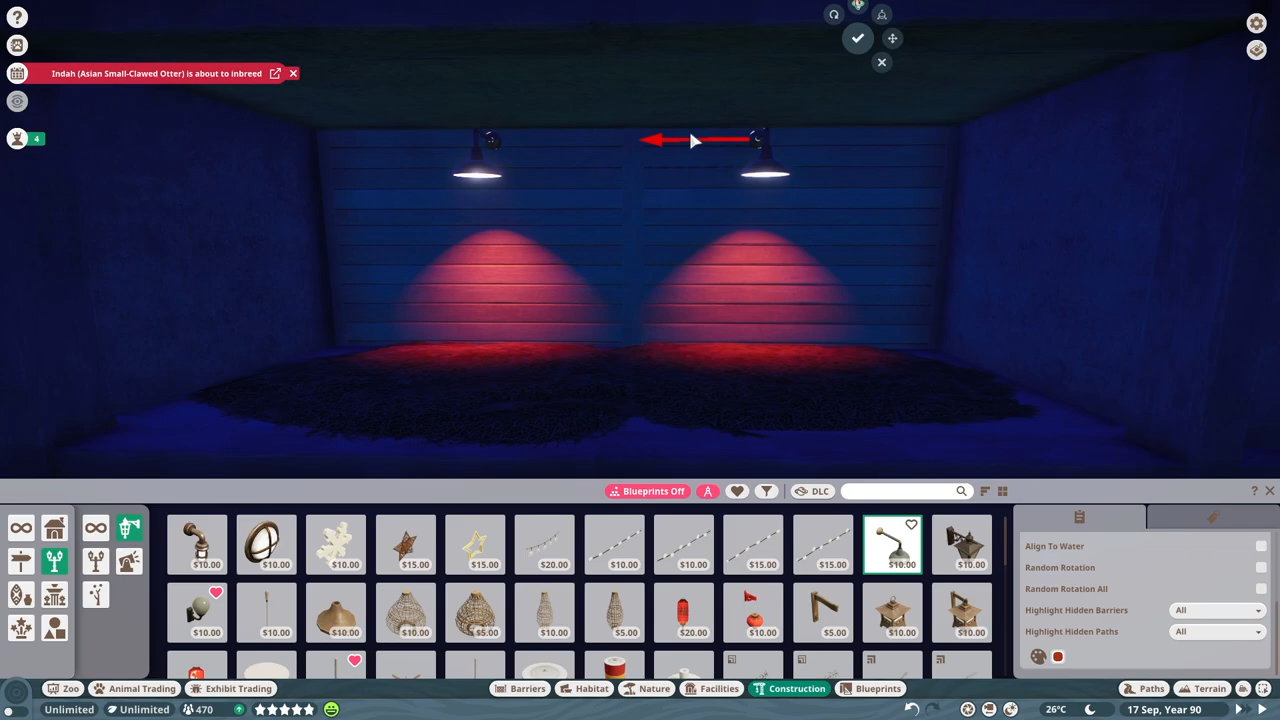 Indah (Asian Small-Clawed Otter) is about to inbreed
4
Blueprints Off
DLC
$10.00 $10.00 $10.00 $15.00 $15.00 $20.00 $10.00 $10.00 $15.00 $15.00 $10.00 $10.00
$10.00 $10.00 $10.00 $10.00 $5.00 $10.00 $5.00 $20.00 $10.00 $5.00 $10.00 $10.00
Align To Water
Random Rotation
Random Rotation All
Highlight Hidden Barriers All
Highlight Hidden Paths All
Zoo Animal Trading Exhibit Trading Barriers Habitat Nature Facilities Construction Blueprints Paths Terrain
Unlimited Unlimited 470 26°C 17 Sep, Year 90